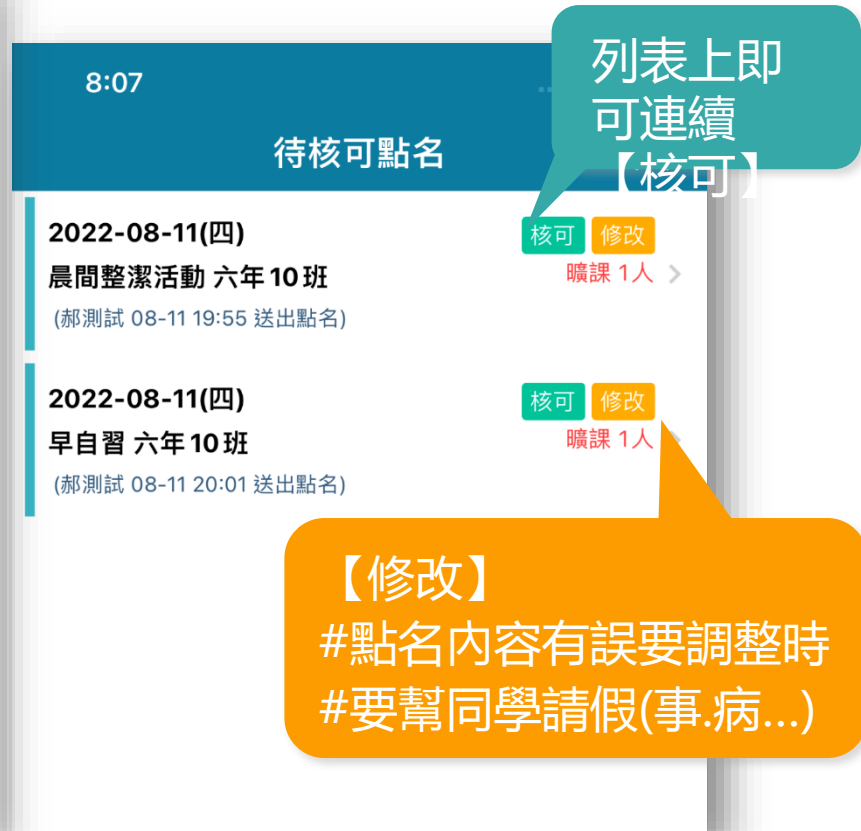 列表上即
可連續
【核可】
8:07
待核可點名
2022-08-11(四)
核可 修改
晨間整潔活動 六年10班
曠課 1人
(郝測試 08-11 19:55 送出點名)
2022-08-11(四)
核可 修改
早自習 六年10班
曠課 1人
(郝測試 08-11 20:01 送出點名)
【修改】
#點名內容有誤要調整時
#要幫同學請假(事.病...)